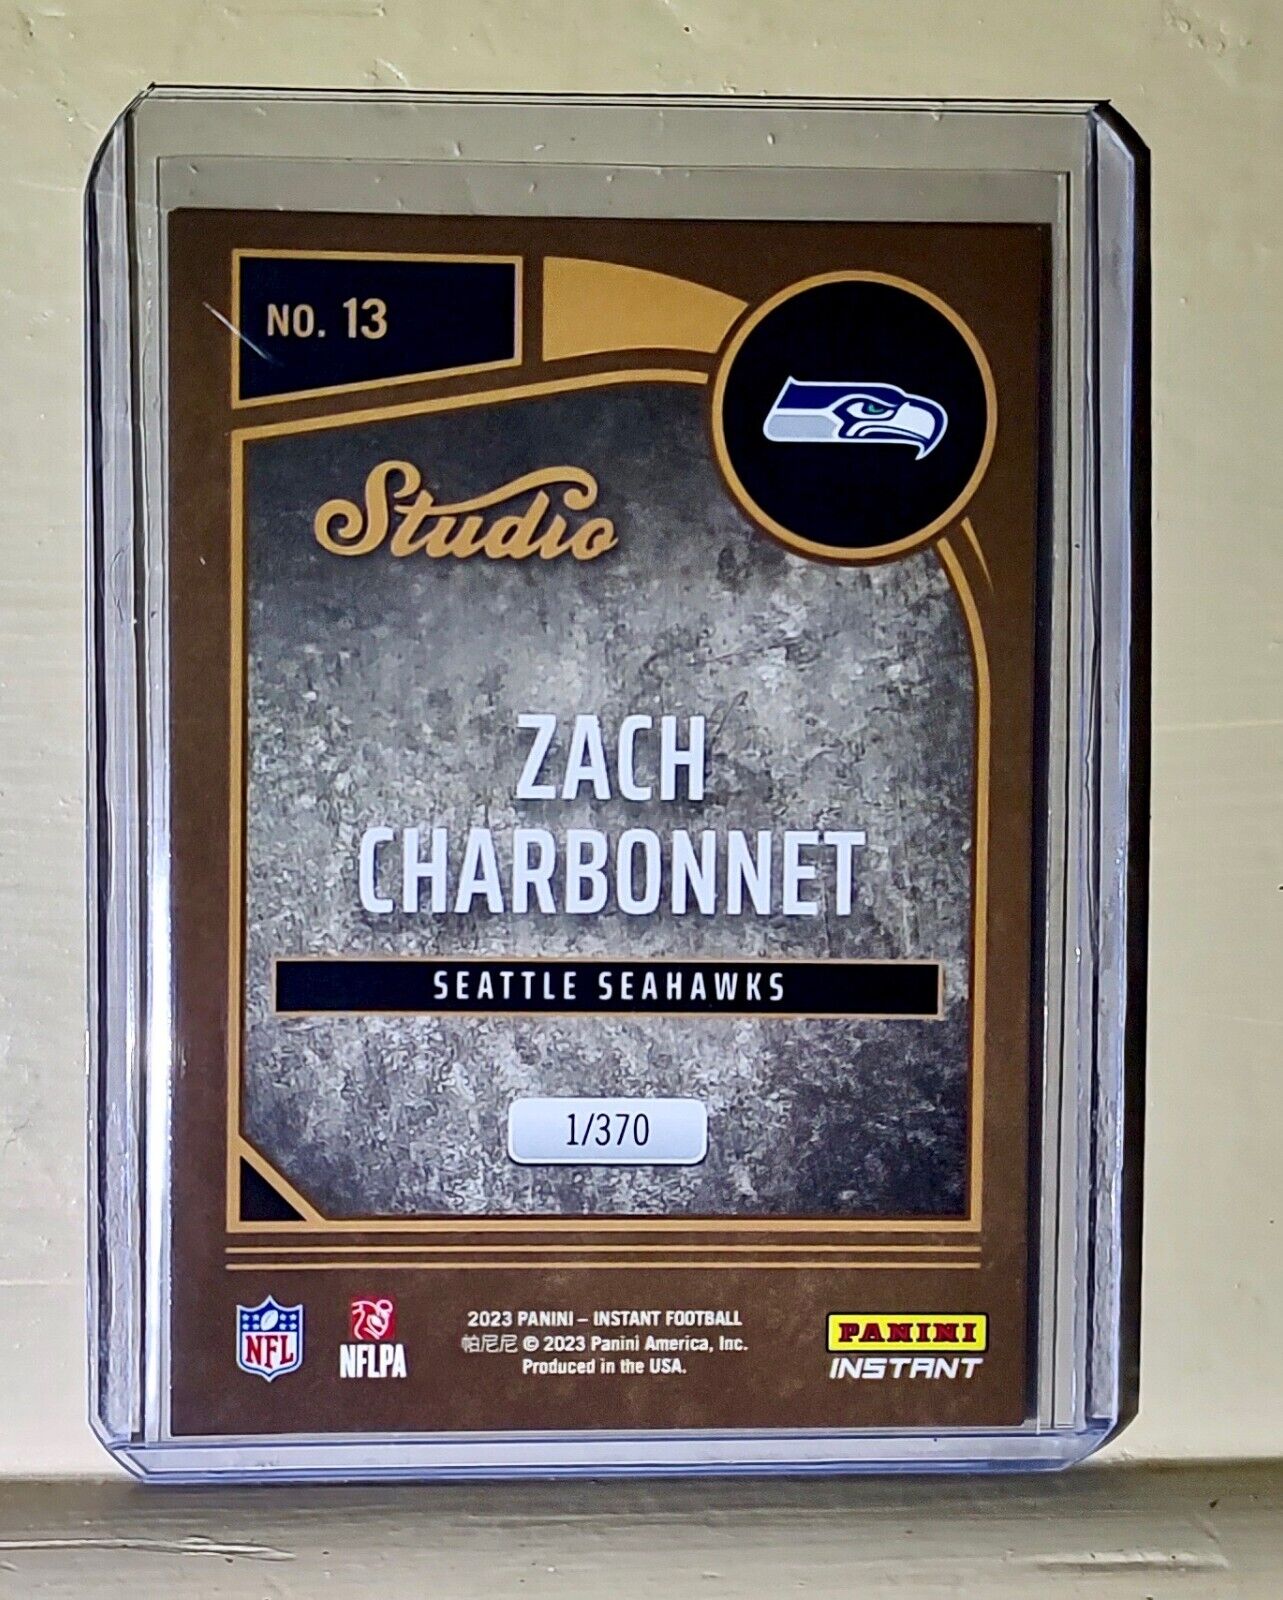 NO. 13
Studio
ZACH
CHARBONNET
SEATTLE SEAHAWKS
1/370
NFL
NFLPA
2023 PANINI – INSTANT FOOTBALL
帕尼尼 © 2023 Panini America, Inc.
Produced in the USA.
PANINI
INSTANT